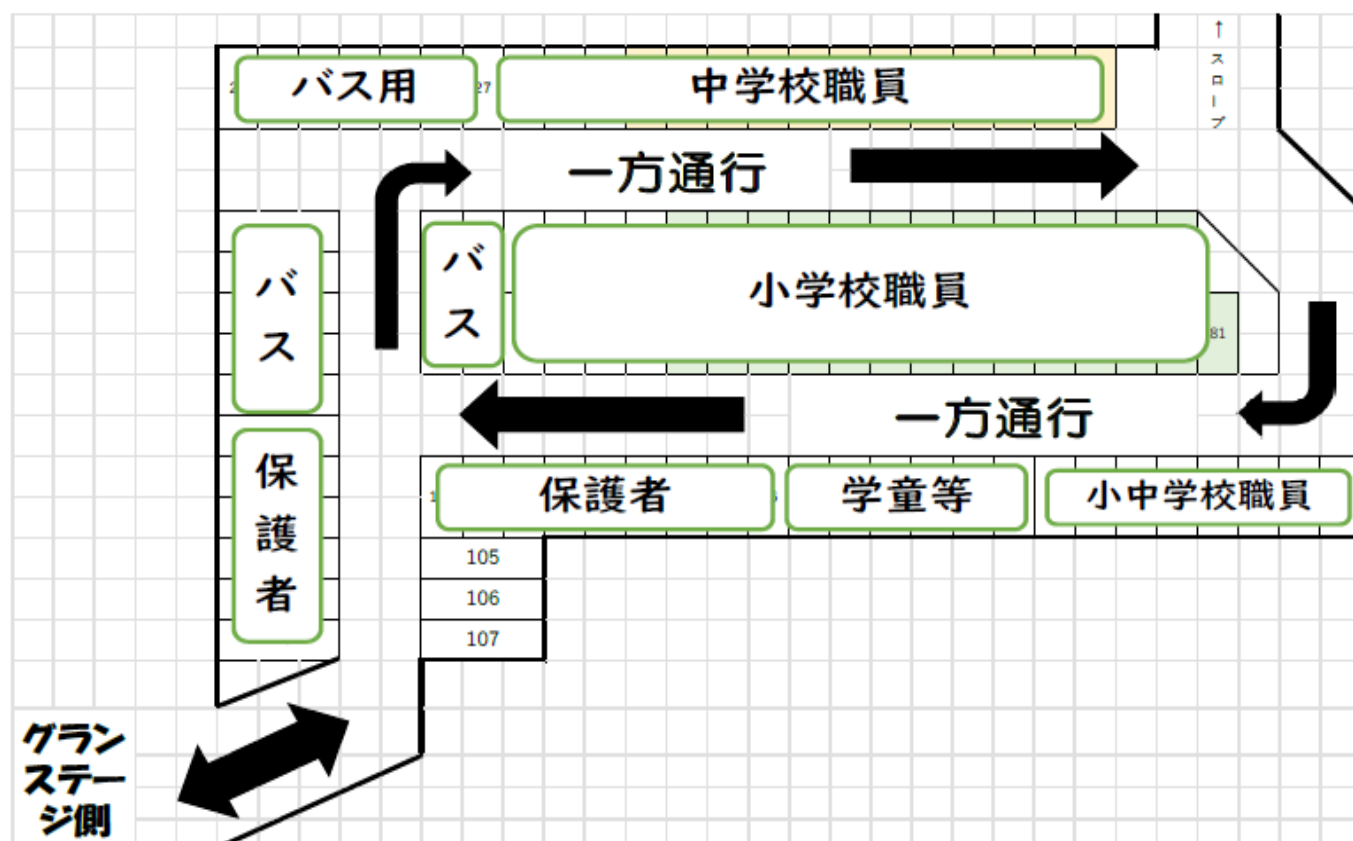 ↑スロープ
バス用
27
中学校職員
一方通行
バス
バス
小学校職員
81
一方通行
保護者
保護者
学童等
小中学校職員
105
106
107
グラン
ステー
ジ側